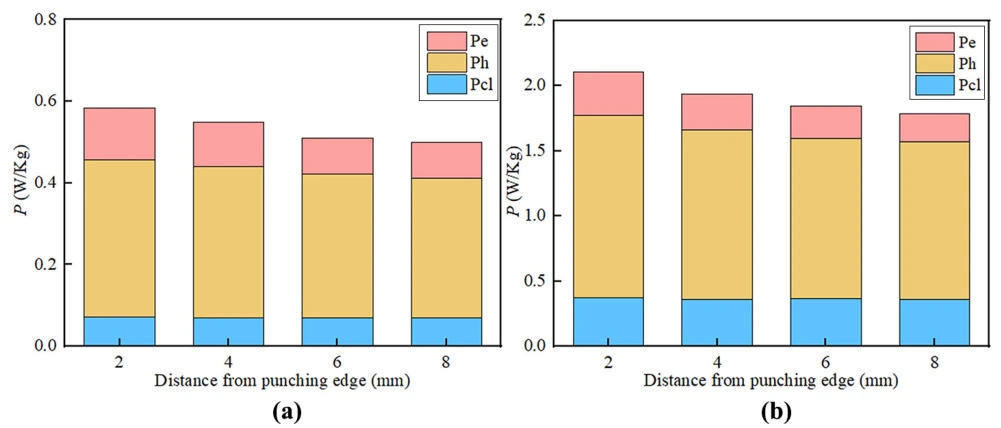 0.8
0.6
0.4
0.2
0.0
P (W/Kg)
Pe
Ph
Pcl
2 4 6 8
Distance from punching edge (mm)
(a)
2.5
2.0
1.5
1.0
0.5
0.0
P (W/Kg)
Pe
Ph
Pcl
2 4 6 8
Distance from punching edge (mm)
(b)